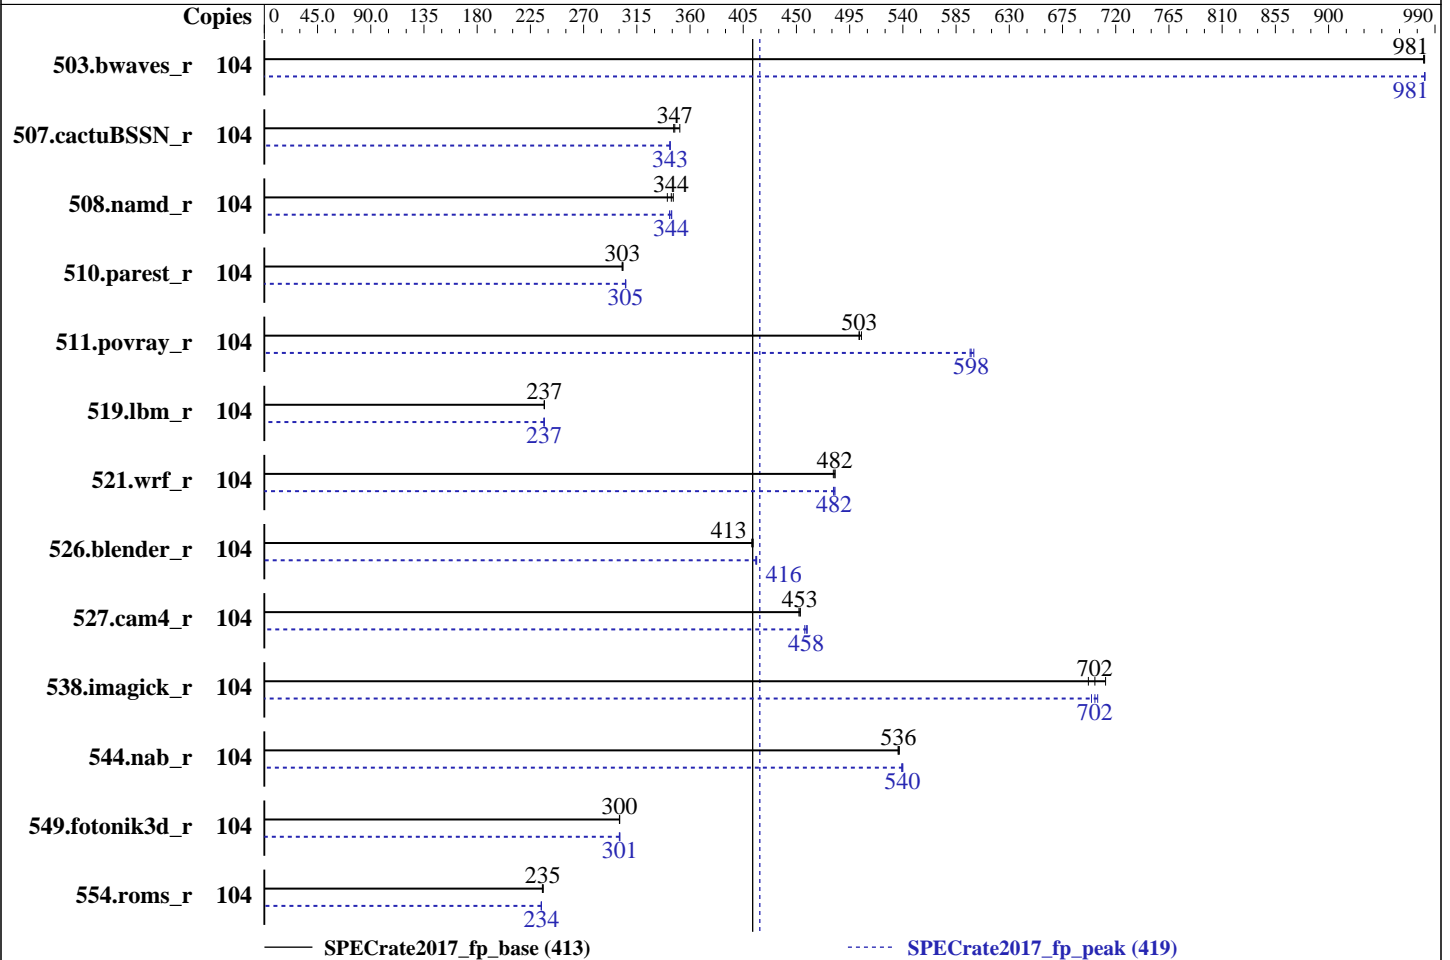 Copies 0 45.0 90.0 135 180 225 270 315 360 405 450 495 540 585 630 675 720 765 810 855 900 990
503.bwaves_r 104 981
981
507.cactuBSSN_r 104 347
343
508.namd_r 104 344
344
510.parest_r 104 303
305
511.povray_r 104 503
598
519.lbm_r 104 237
237
521.wrf_r 104 482
482
526.blender_r 104 413
416
527.cam4_r 104 453
458
538.imagick_r 104 702
702
544.nab_r 104 536
540
549.fotonik3d_r 104 300
301
554.roms_r 104 235
234
SPECrate2017_fp_base (413) SPECrate2017_fp_peak (419)